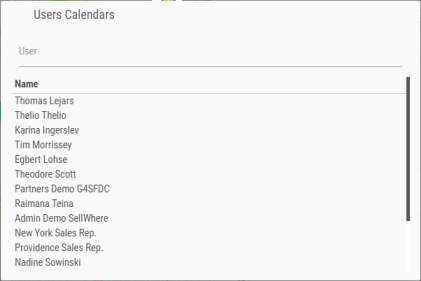 Users Calendars
User
Name
Thomas Lejars
Thelio Thelio
Karina Ingerslev
Tim Morrissey
Egbert Lohse
Theodore Scott
Partners Demo G4SFDC
Raimana Teina
Admin Demo SellWhere
New York Sales Rep.
Providence Sales Rep.
Nadine Sowinski